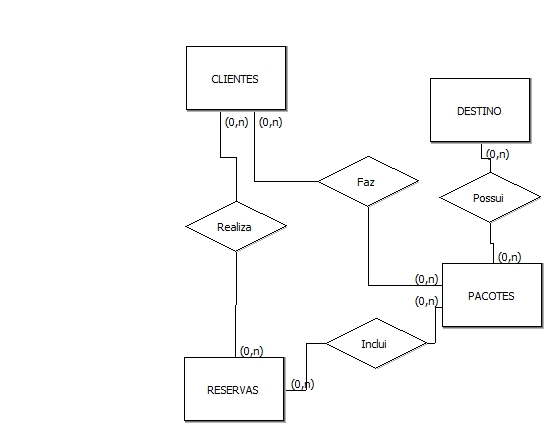 CLIENTES
DESTINO
(0,n) (0,n)
(0,n)
Faz
Possui
Realiza
(0,n)
(0,n)
PACOTES
(0,n)
Inclui
(0,n)
(0,n)
RESERVAS